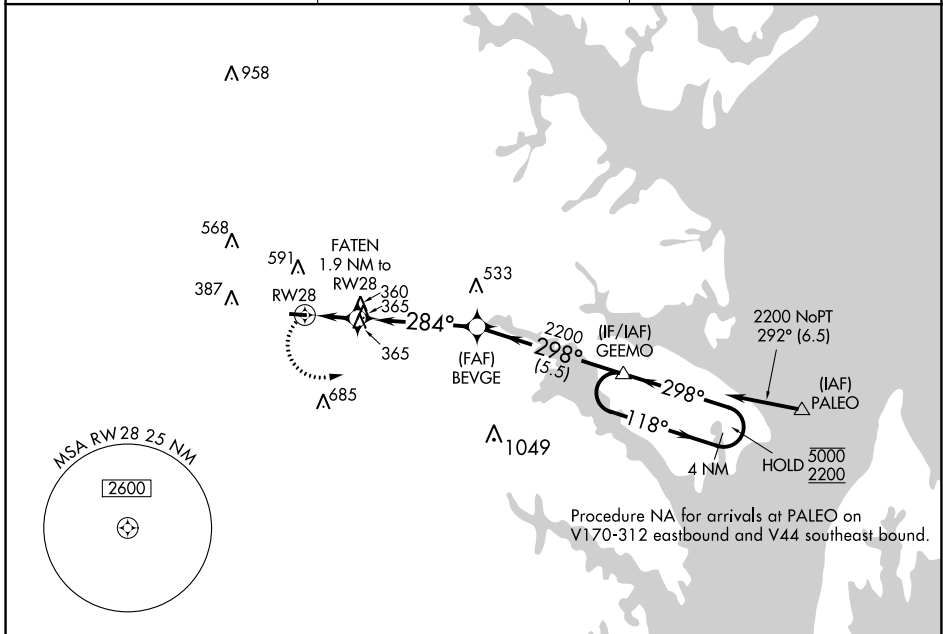 958
568
591
387
FATEN
1.9 NM to
RW28
RW28
360
365
365
533
284°
(FAF)
BEVGE
2200
298°
(5.5)
(IF/IAF)
GEEMO
2200 NoPT
292° (6.5)
(IAF)
PALEO
298°
118°
4 NM
HOLD 5000
2200
685
1049
MSA RW28 25 NM
2600
Procedure NA for arrivals at PALEO on
V170-312 eastbound and V44 southeast bound.